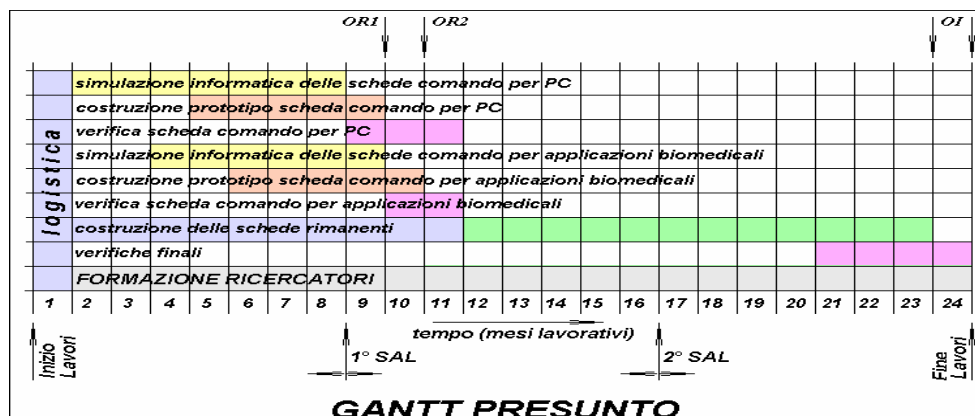 OR1 OR2 OI
logistica
simulazione informatica delle schede comando per PC
costruzione prototipo scheda comando per PC
verifica scheda comando per PC
simulazione informatica delle schede comando per applicazioni biomedicali
costruzione prototipo scheda comando per applicazioni biomedicali
verifica scheda comando per applicazioni biomedicali
costruzione delle schede rimanenti
verifiche finali
FORMAZIONE RICERCATORI
1 2 3 4 5 6 7 8 9 10 11 12 13 14 15 16 17 18 19 20 21 22 23 24
tempo (mesi lavorativi)
Inizio
Lavori
1° SAL
2° SAL
Fine
Lavori
GANTT PRESUNTO